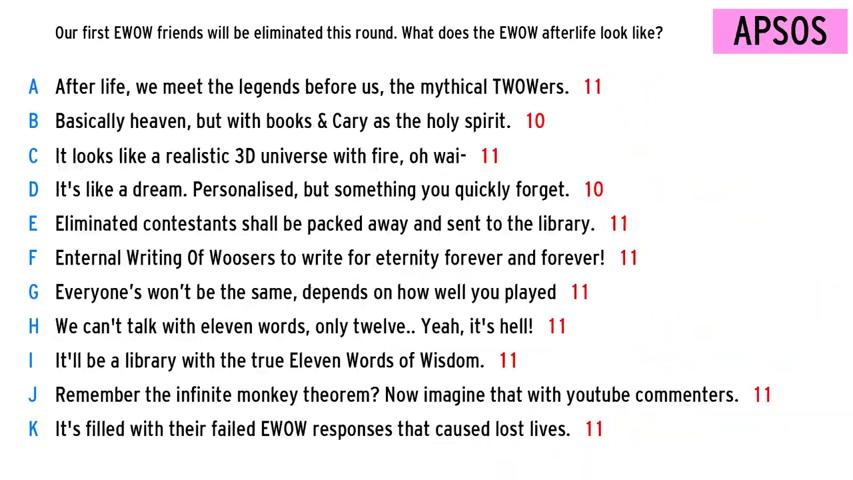 Our first EWOW friends will be eliminated this round. What does the EWOW afterlife look like?
APSOS
A After life, we meet the legends before us, the mythical TWOWers. 11
B Basically heaven, but with books & Cary as the holy spirit. 10
C It looks like a realistic 3D universe with fire, oh wai- 11
D It's like a dream. Personalised, but something you quickly forget. 10
E Eliminated contestants shall be packed away and sent to the library. 11
F Enternal Writing Of Woosers to write for eternity forever and forever! 11
G Everyone’s won’t be the same, depends on how well you played 11
H We can't talk with eleven words, only twelve.. Yeah, it's hell! 11
I It'll be a library with the true Eleven Words of Wisdom. 11
J Remember the infinite monkey theorem? Now imagine that with youtube commenters. 11
K It's filled with their failed EWOW responses that caused lost lives. 11